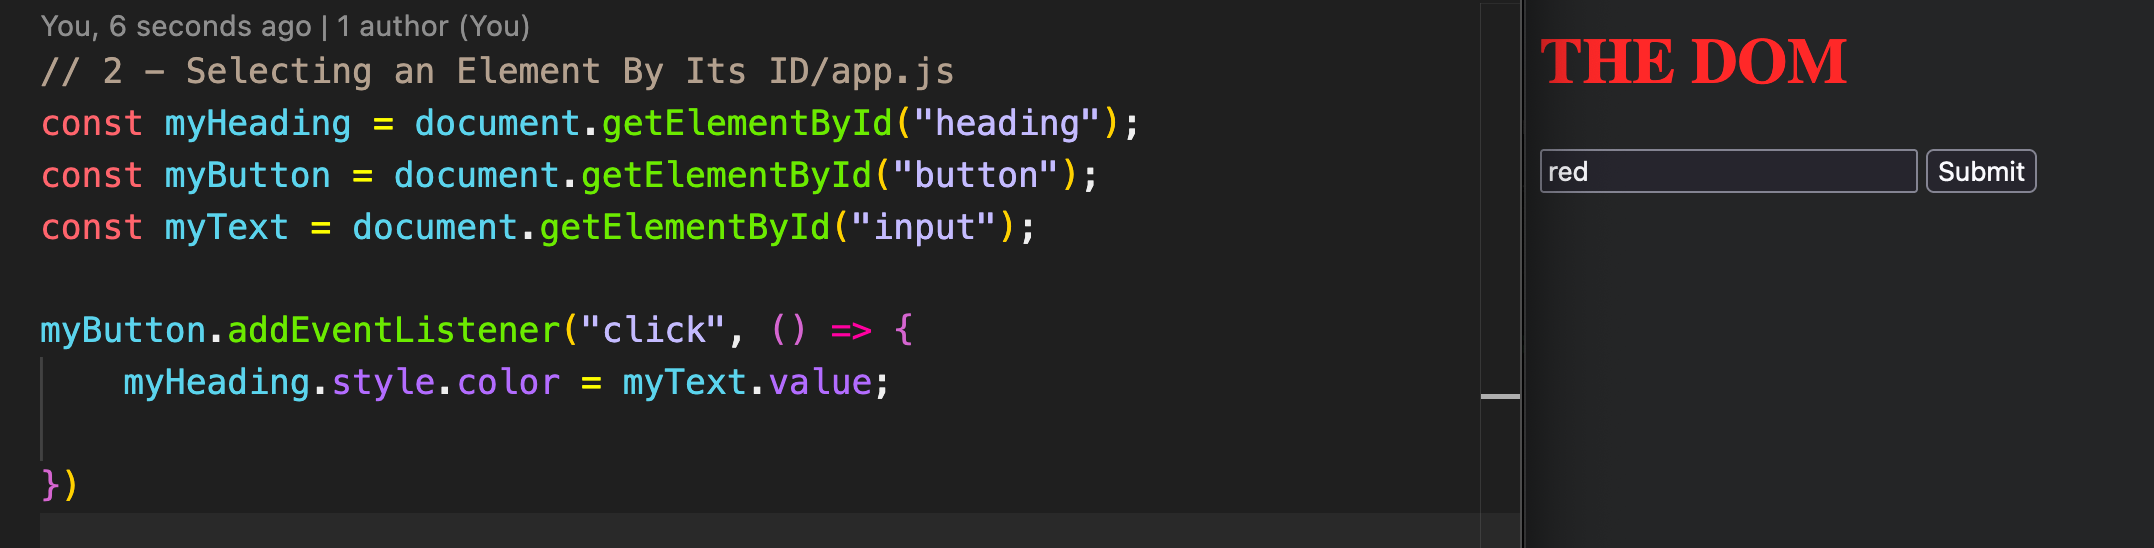 You, 6 seconds ago | 1 author (You)
// 2 - Selecting an Element By Its ID/app.js
const myHeading = document.getElementById("heading");
const myButton = document.getElementById("button");
const myText = document.getElementById("input");
myButton.addEventListener("click", () => {
    myHeading.style.color = myText.value;
})
THE DOM
red Submit